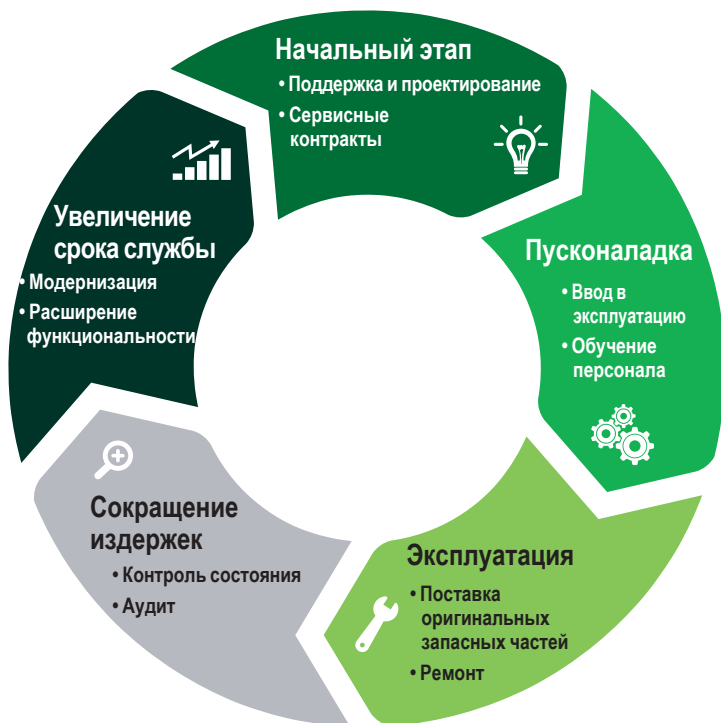 Начальный этап
• Поддержка и проектирование
• Сервисные
контракты
Пусконаладка
• Ввод в
эксплуатацию
• Обучение
персонала
Эксплуатация
• Поставка
оригинальных
запасных частей
• Ремонт
Сокращение
издержек
• Контроль состояния
• Аудит
Увеличение
срока службы
• Модернизация
• Расширение
функциональности